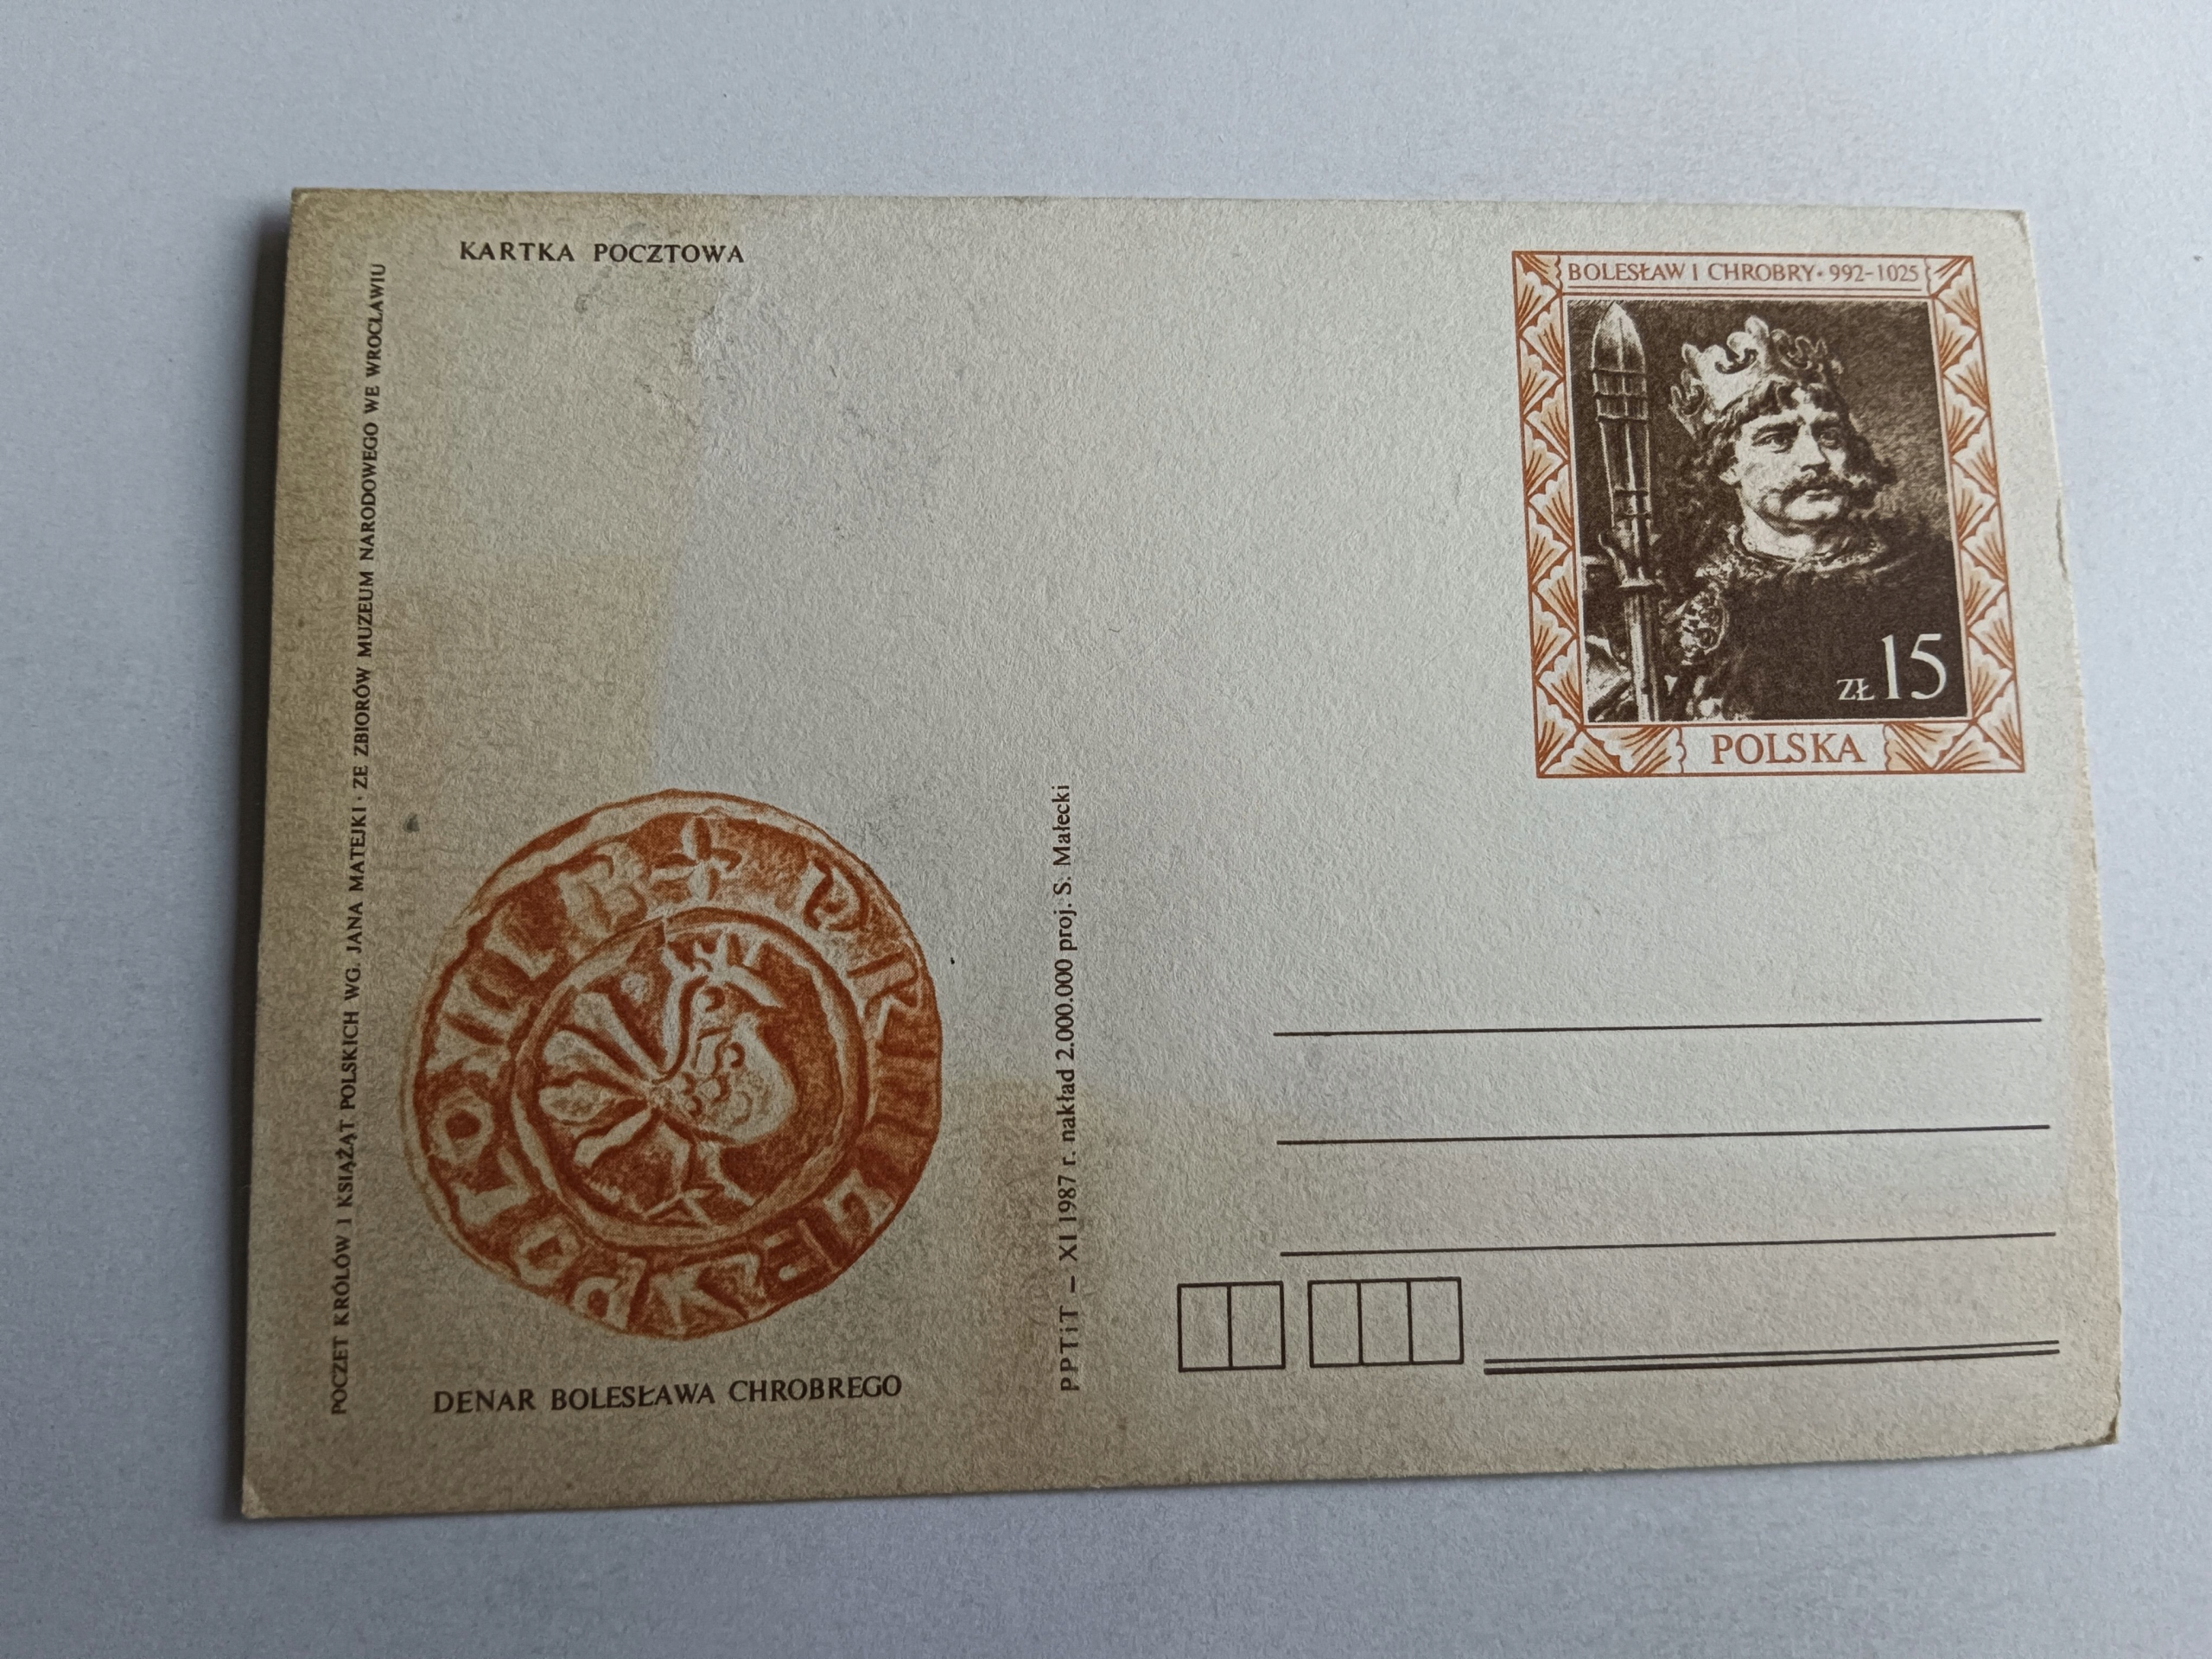 KARTKA POCZTOWA
BOLESŁAW I CHROBRY • 992-1025
ZŁ 15
POLSKA
POCZET KRÓLÓW I KSIĄŻĄT POLSKICH WG. JANA MATEJKI · ZE ZBIORÓW MUZEUM NARODOWEGO WE WROCŁAWIU
DENAR BOLESŁAWA CHROBREGO
PPTiT – XI 1987 r. nakład 2.000.000 proj. S. Małecki